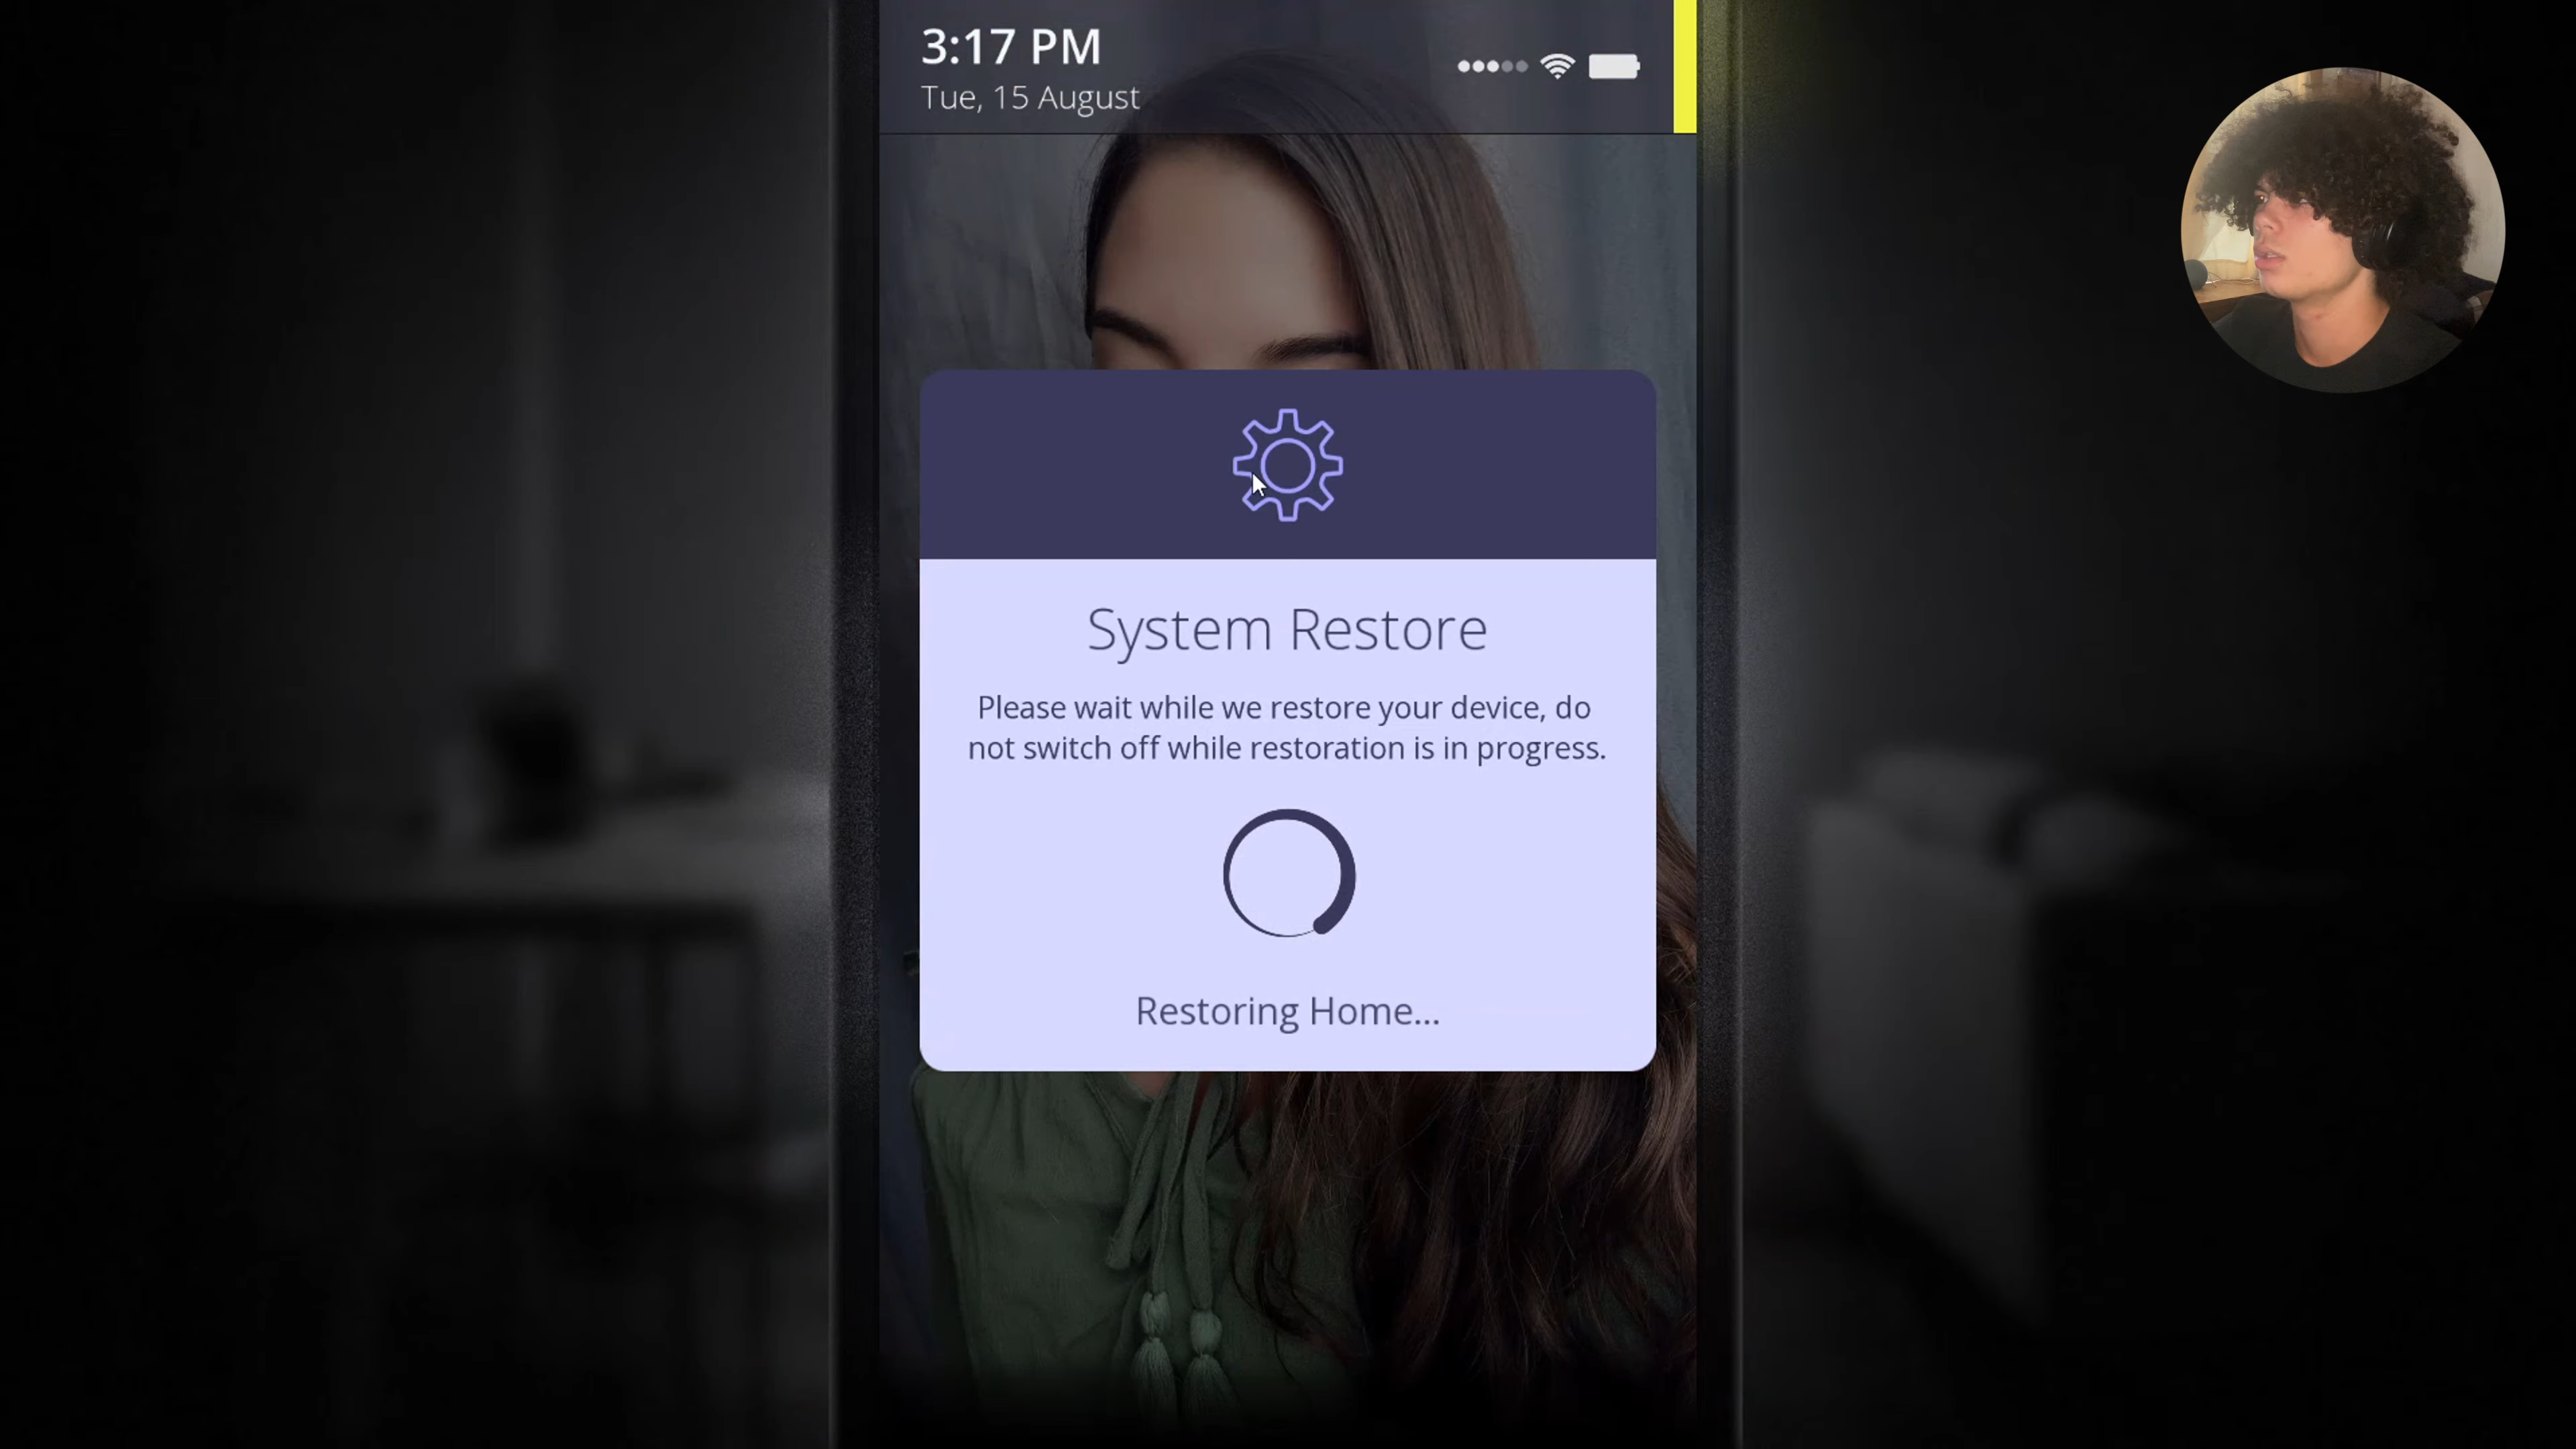 3:17 PM
Tue, 15 August
System Restore
Please wait while we restore your device, do
not switch off while restoration is in progress.
Restoring Home...